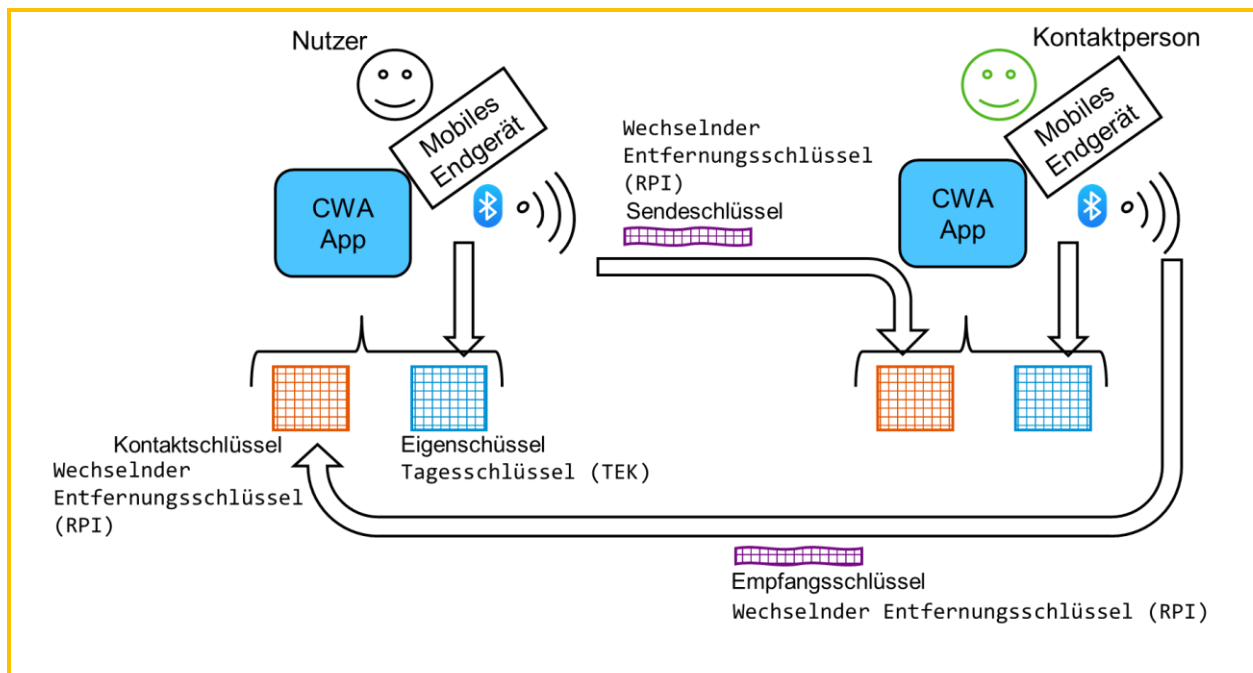 Nutzer
Mobiles
Endgerät
CWA
App
Wechselnder
Entfernungsschlüssel
(RPI)
Sendeschlüssel
Kontaktperson
Mobiles
Endgerät
CWA
App
Kontaktschlüssel
Wechselnder
Entfernungsschlüssel
(RPI)
Eigenschüssel
Tagesschlüssel (TEK)
Empfangsschlüssel
Wechselnder Entfernungsschlüssel (RPI)